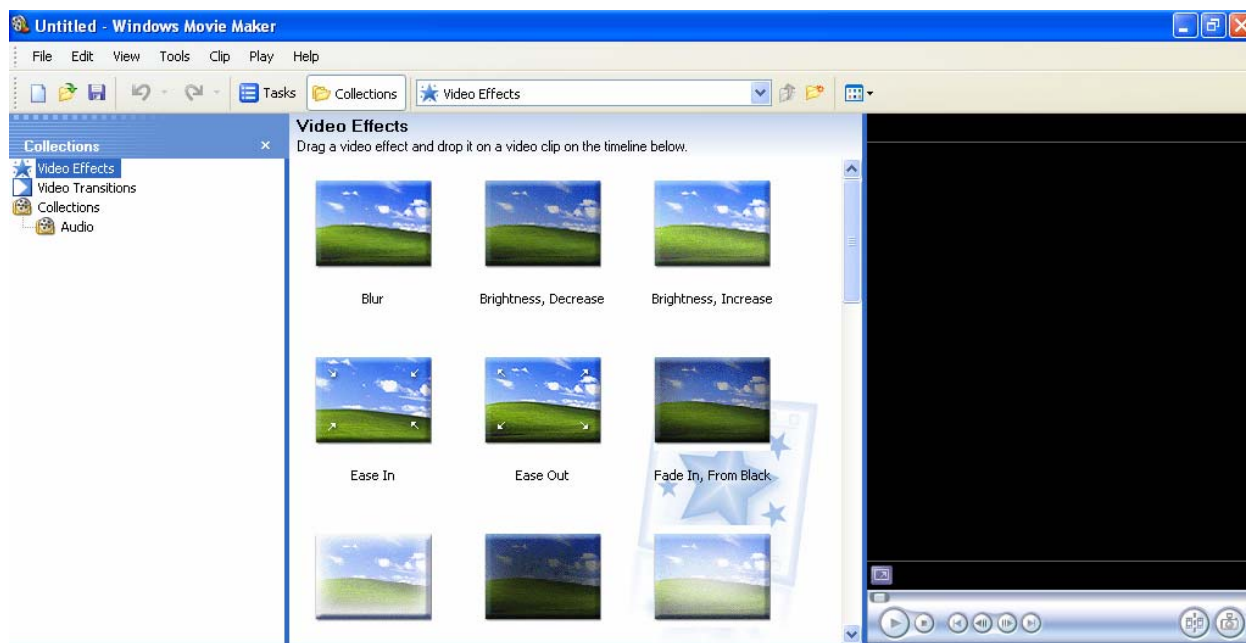 Untitled - Windows Movie Maker
File Edit View Tools Clip Play Help
Tasks Collections Video Effects
Collections
Video Effects
Video Transitions
Collections
Audio
Video Effects
Drag a video effect and drop it on a video clip on the timeline below.
Blur Brightness, Decrease Brightness, Increase
Ease In Ease Out Fade In, From Black